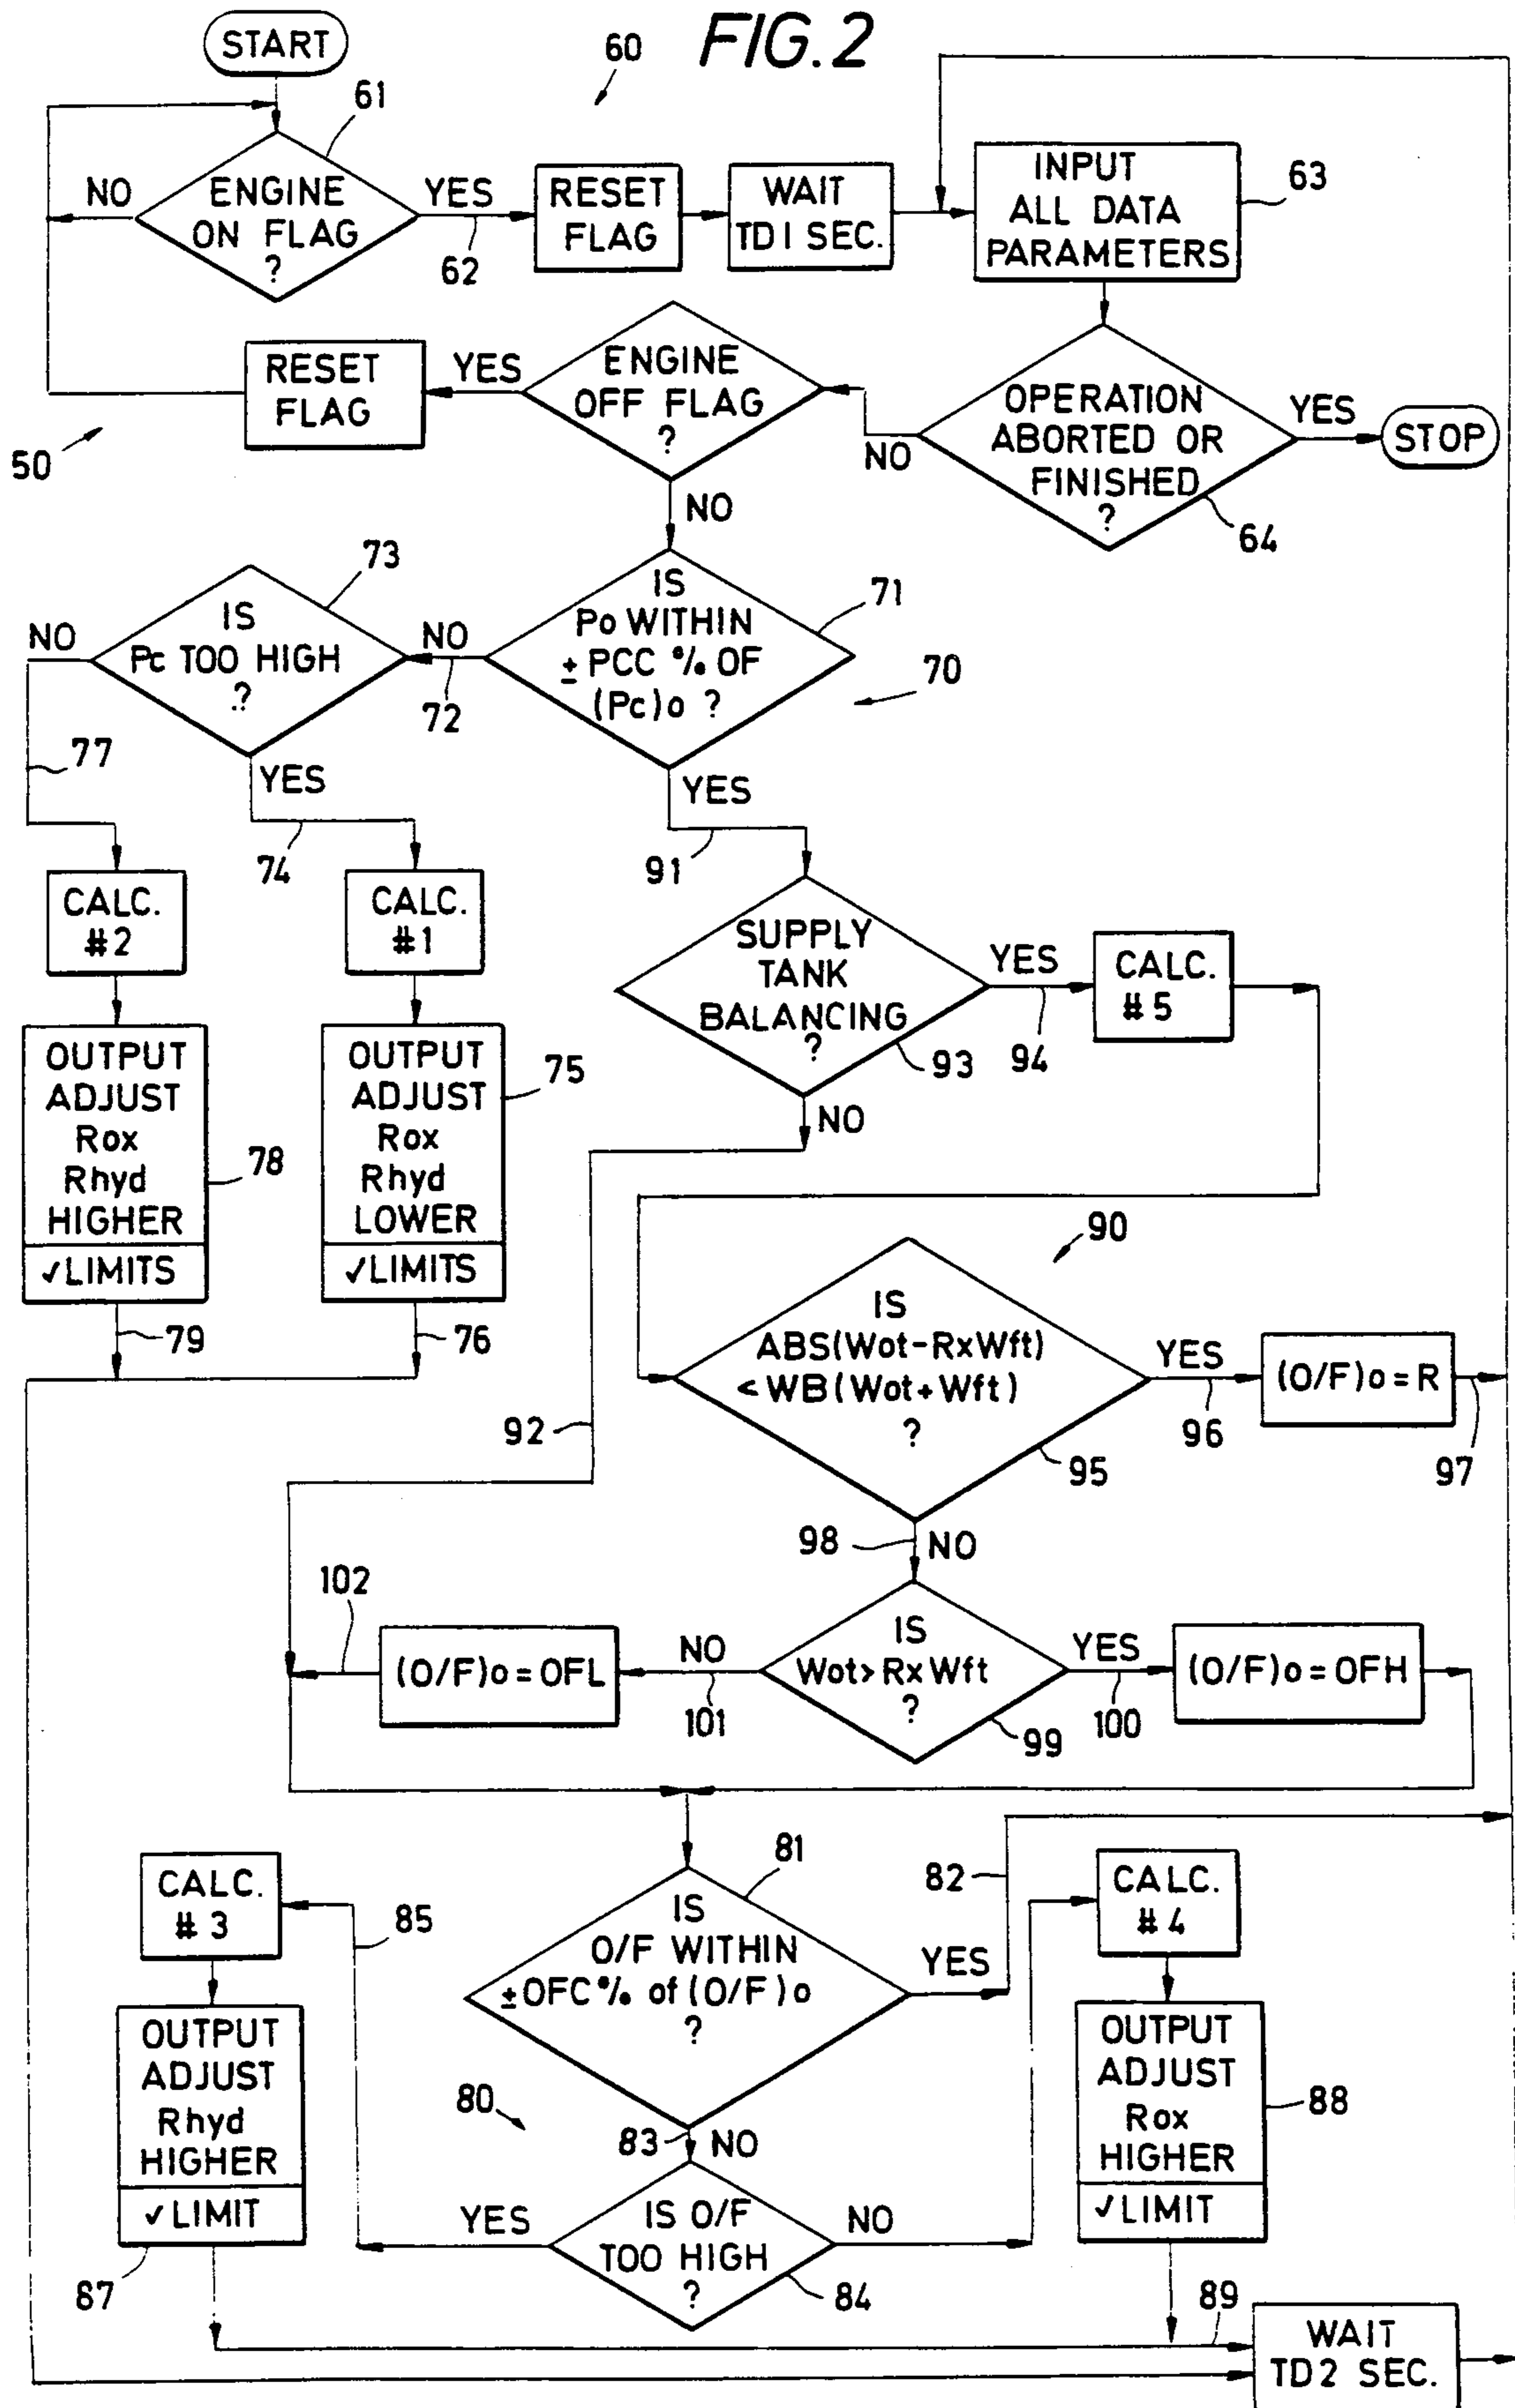 FIG.2
START
60
61
NO
ENGINE
ON FLAG
?
YES
62
RESET
FLAG
WAIT
TD1 SEC.
INPUT
ALL DATA
PARAMETERS
63
RESET
FLAG
YES
ENGINE
OFF FLAG
?
NO
NO
OPERATION
ABORTED OR
FINISHED
?
64
YES
STOP
50
73
NO
IS
Pc TOO HIGH
?
YES
NO
72
IS
Po WITHIN
± PCC % OF
(Pc)o ?
71
70
YES
77
74
91
CALC.
#2
CALC.
#1
SUPPLY
TANK
BALANCING
?
93
YES
94
CALC.
#5
NO
OUTPUT
ADJUST
Rox
Rhyd
HIGHER
✓LIMITS
78
OUTPUT
ADJUST
Rox
Rhyd
LOWER
✓LIMITS
75
79
76
90
92
IS
ABS(Wot-RxWft)
<WB(Wot+Wft)
?
95
YES
96
(O/F)o=R
97
98
NO
102
(O/F)o=OFL
NO
101
IS
Wot>RxWft
?
99
YES
100
(O/F)o=OFH
81
82
CALC.
#3
85
IS
O/F WITHIN
±OFC% of(O/F)o
?
YES
CALC.
#4
OUTPUT
ADJUST
Rhyd
HIGHER
✓LIMIT
87
80
83
NO
OUTPUT
ADJUST
Rox
HIGHER
✓LIMIT
88
YES
IS O/F
TOO HIGH
?
84
NO
89
WAIT
TD2 SEC.